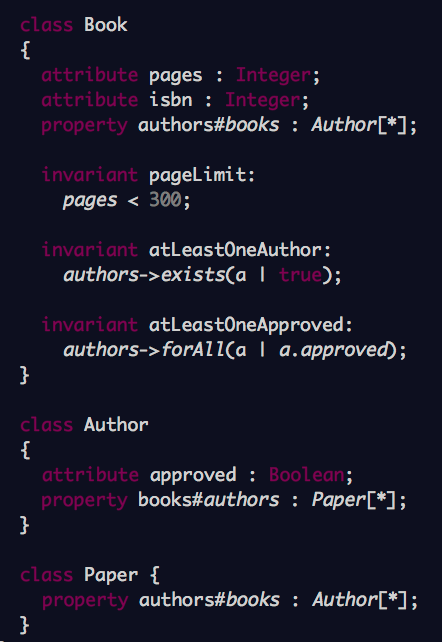 class Book
{
attribute pages : Integer;
attribute isbn : Integer;
property authors#books : Author[*];
invariant pageLimit:
pages < 300;
invariant atLeastOneAuthor:
authors->exists(a | true);
invariant atLeastOneApproved:
authors->forAll(a | a.approved);
}
class Author
{
attribute approved : Boolean;
property books#authors : Paper[*];
}
class Paper {
property authors#books : Author[*];
}